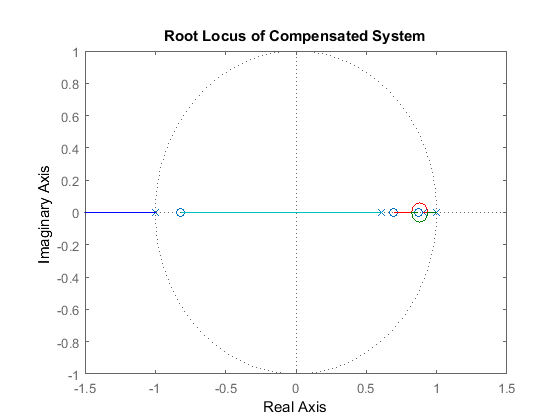 Root Locus of Compensated System
1
0.8
0.6
0.4
0.2
0
-0.2
-0.4
-0.6
-0.8
-1
Imaginary Axis
-1.5 -1 -0.5 0 0.5 1 1.5
Real Axis